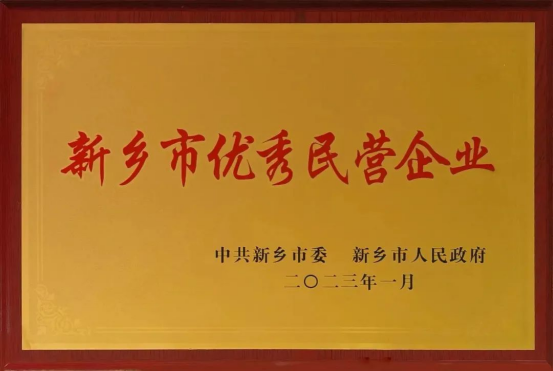 新乡市优秀民营企业
中共新乡市委 新乡市人民政府
二〇二三年一月